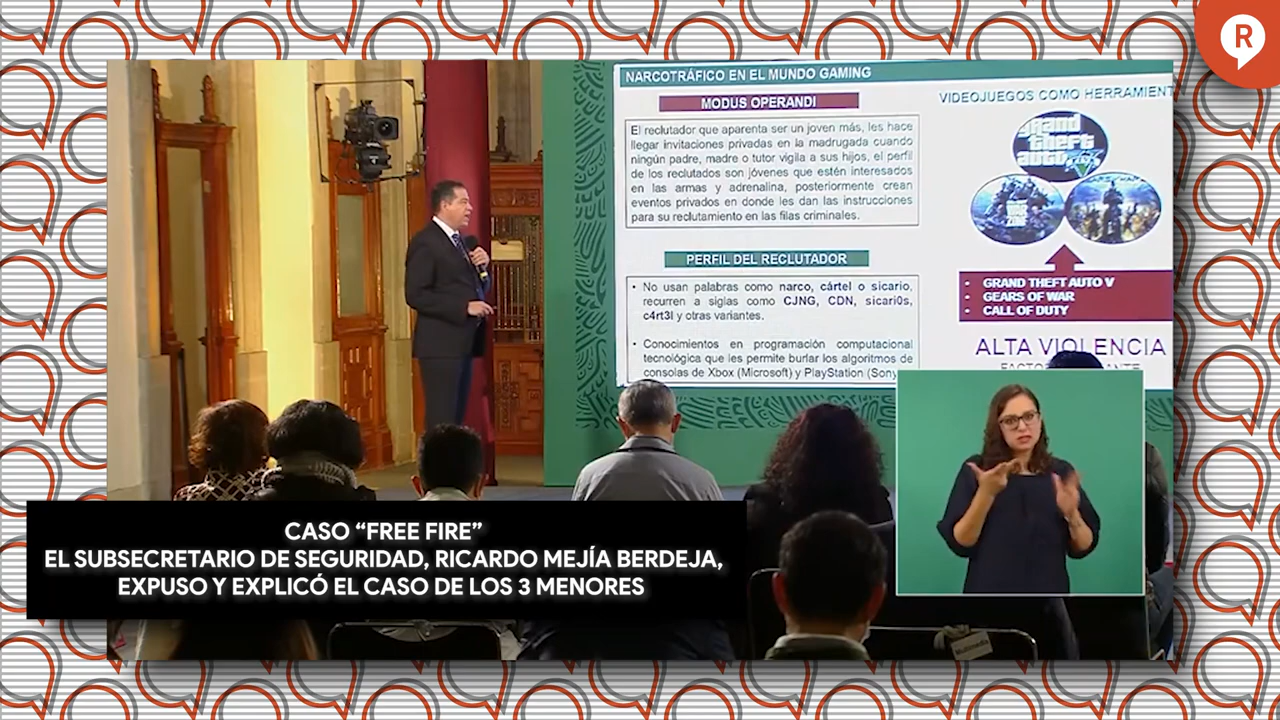 R
NARCOTRÁFICO EN EL MUNDO GAMING
MODUS OPERANDI
El reclutador que aparenta ser un joven más, les hace
llegar invitaciones privadas en la madrugada cuando
ningún padre, madre o tutor vigila a sus hijos, el perfil
de los reclutados son jóvenes que estén interesados
en las armas y adrenalina, posteriormente crean
eventos privados en donde les dan las instrucciones
para su reclutamiento en las filas criminales.
PERFIL DEL RECLUTADOR
• No usan palabras como narco, cártel o sicario,
recurren a siglas como CJNG, CDN, sicari0s,
c4rt3l y otras variantes.
• Conocimientos en programación computacional
tecnológica que les permite burlar los algoritmos de
consolas de Xbox (Microsoft) y PlayStation (Sony
VIDEOJUEGOS COMO HERRAMIENT
grand
theft
auto V
• GRAND THEFT AUTO V
• GEARS OF WAR
• CALL OF DUTY
ALTA VIOLENCIA
CASO “FREE FIRE”
EL SUBSECRETARIO DE SEGURIDAD, RICARDO MEJÍA BERDEJA,
EXPUSO Y EXPLICÓ EL CASO DE LOS 3 MENORES